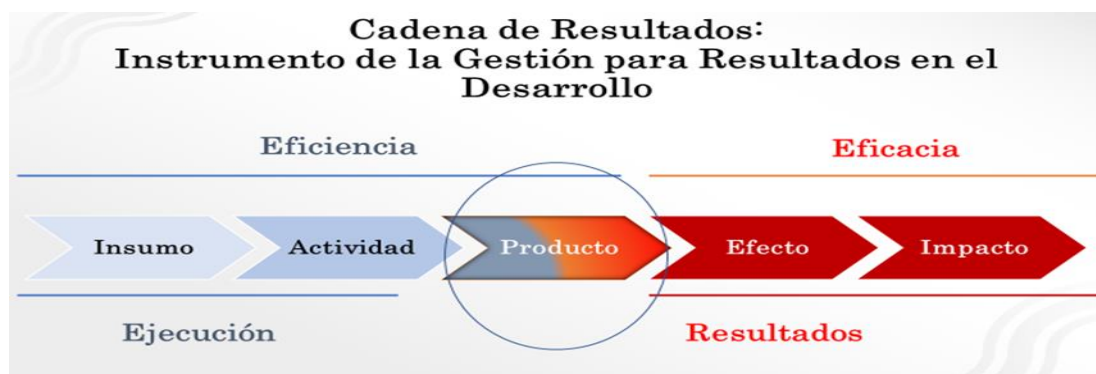 Cadena de Resultados:
Instrumento de la Gestión para Resultados en el
Desarrollo
Eficiencia
Eficacia
Insumo
Actividad
Producto
Efecto
Impacto
Ejecución
Resultados